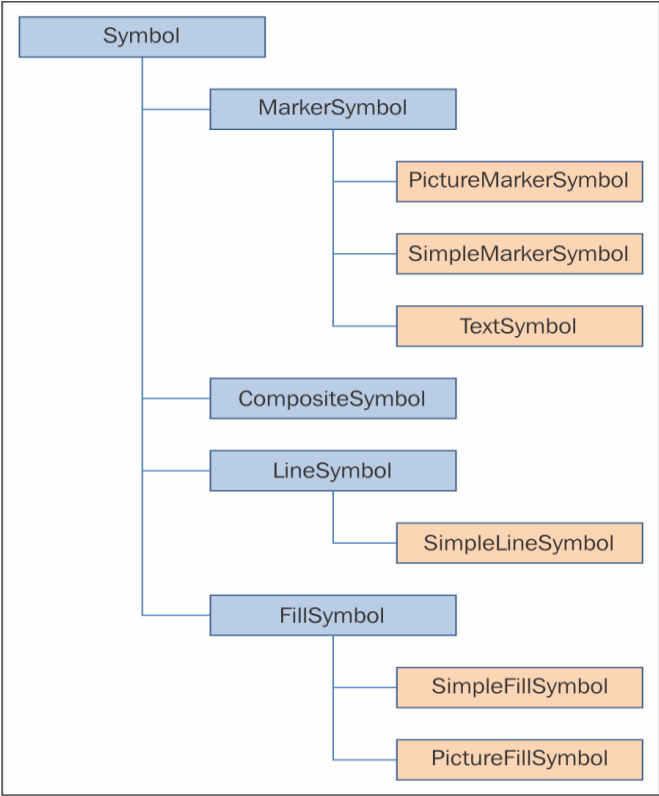 Symbol
MarkerSymbol
PictureMarkerSymbol
SimpleMarkerSymbol
TextSymbol
CompositeSymbol
LineSymbol
SimpleLineSymbol
FillSymbol
SimpleFillSymbol
PictureFillSymbol